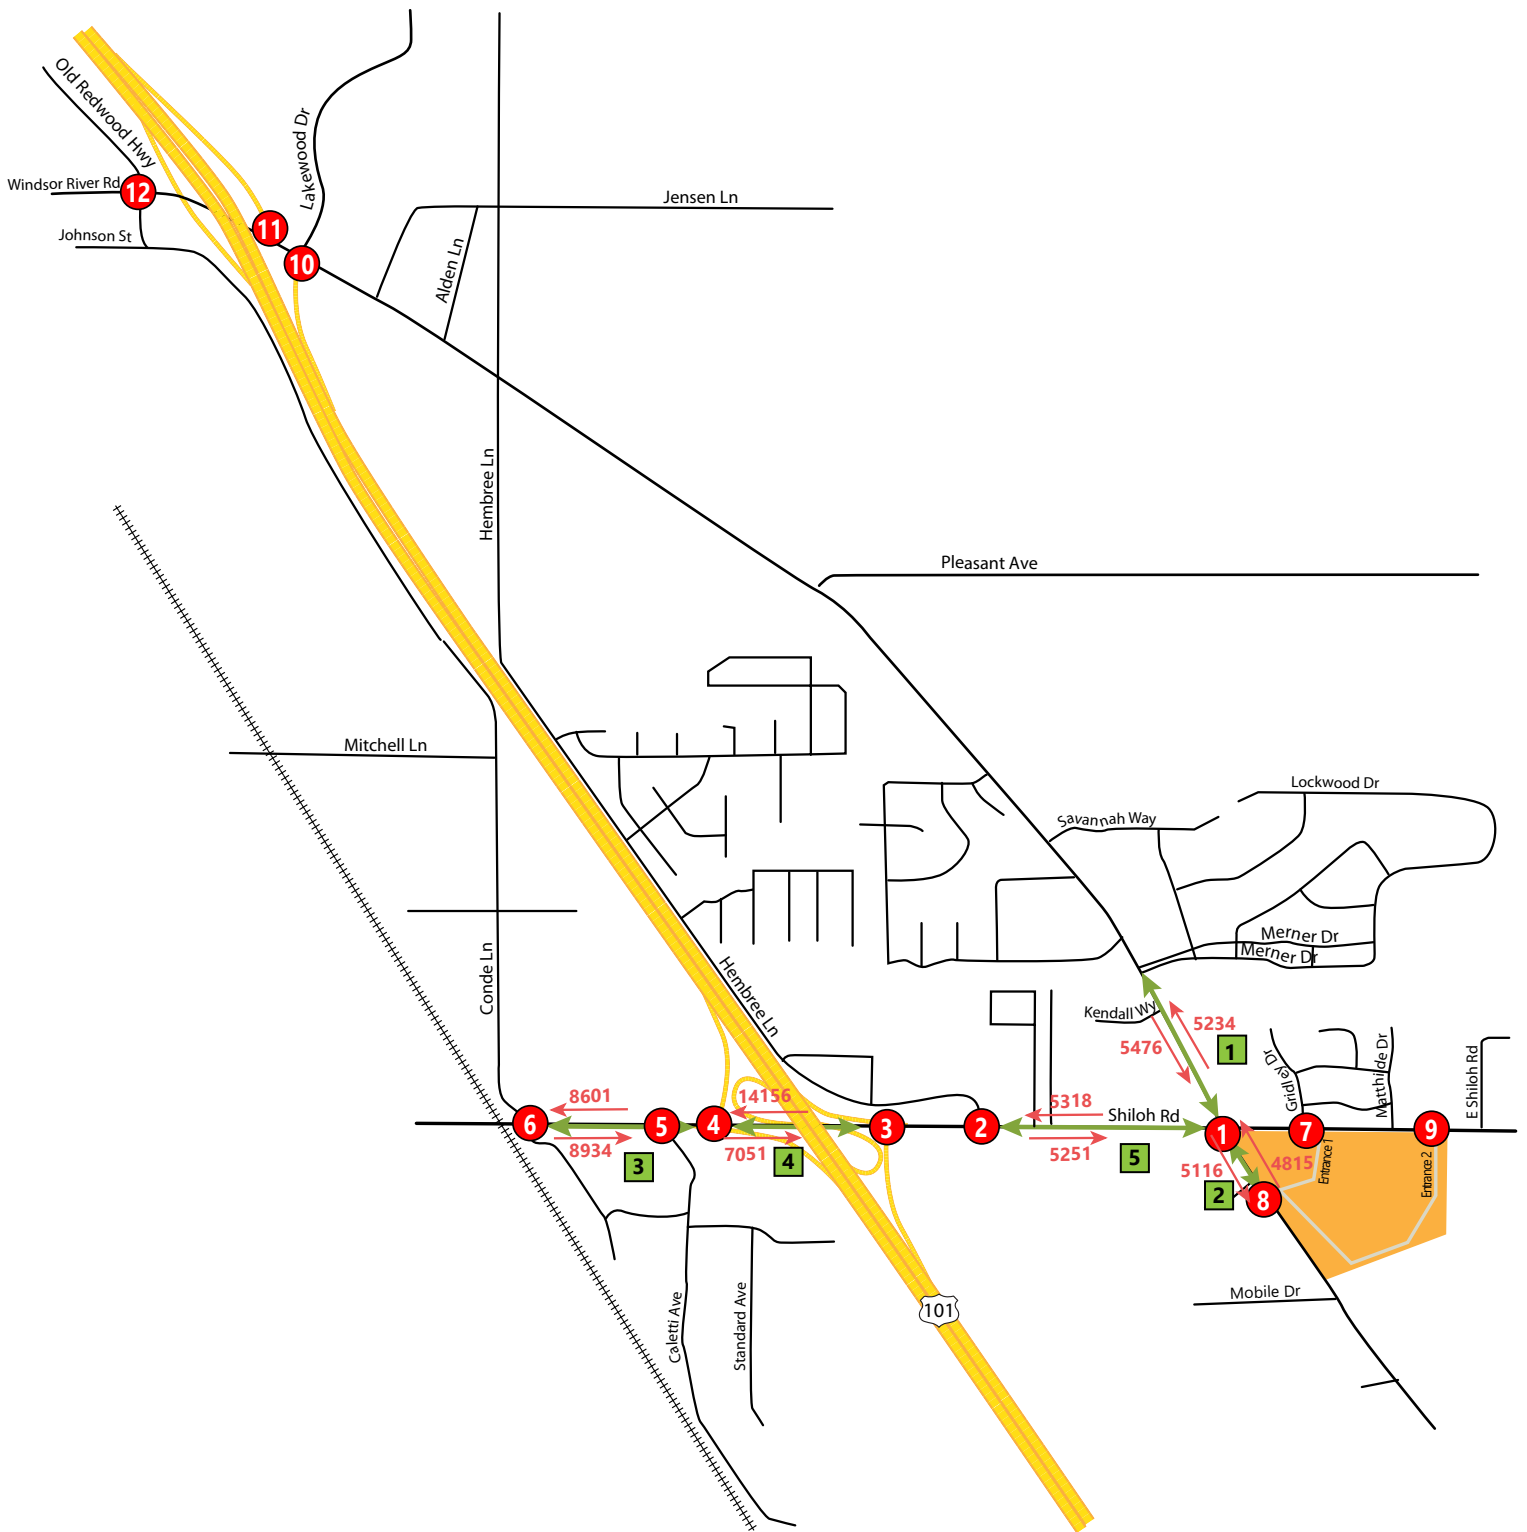 Old Redwood Hwy
Lakewood Dr
Windsor River Rd
12
Jensen Ln
11
Johnson St
10
Alden Ln
Hembree Ln
Pleasant Ave
Mitchell Ln
Lockwood Dr
Savannah Way
Merner Dr
Merner Dr
Conde Ln
Hembree Ln
Kendall Wy
5234
5476
1
Gridley Dr
Matthilde Dr
E Shiloh Rd
8601
14156
5318
Shiloh Rd
6
5
4
3
2
1
7
9
8934
3
7051
4
5251
5
5116
4815
Entrance 1
Entrance 2
2
8
Caletti Ave
Standard Ave
101
Mobile Dr